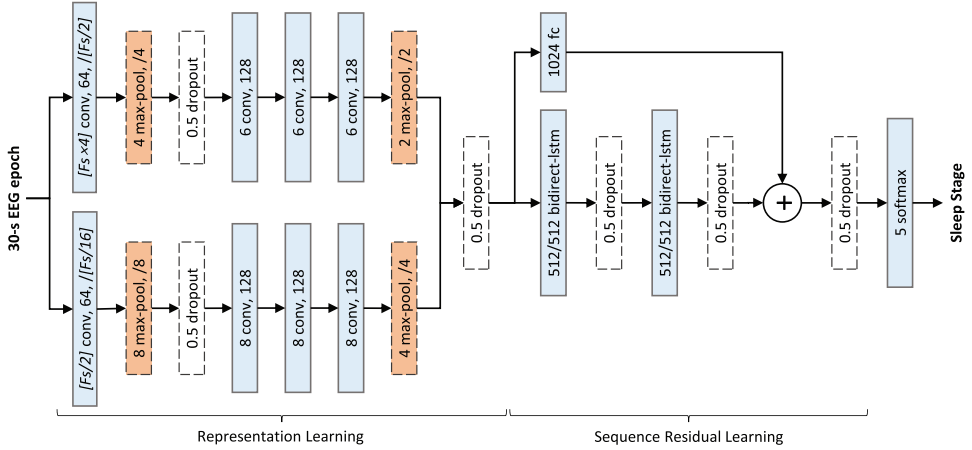 30-s EEG epoch
[Fs×4] conv, 64, /[Fs/2]
4 max-pool, /4
0.5 dropout
6 conv, 128
6 conv, 128
6 conv, 128
2 max-pool, /2
[Fs/2] conv, 64, /[Fs/16]
8 max-pool, /8
0.5 dropout
8 conv, 128
8 conv, 128
8 conv, 128
4 max-pool, /4
0.5 dropout
1024 fc
512/512 bidirect-lstm
0.5 dropout
512/512 bidirect-lstm
0.5 dropout
+
0.5 dropout
5 softmax
Sleep Stage
Representation Learning
Sequence Residual Learning